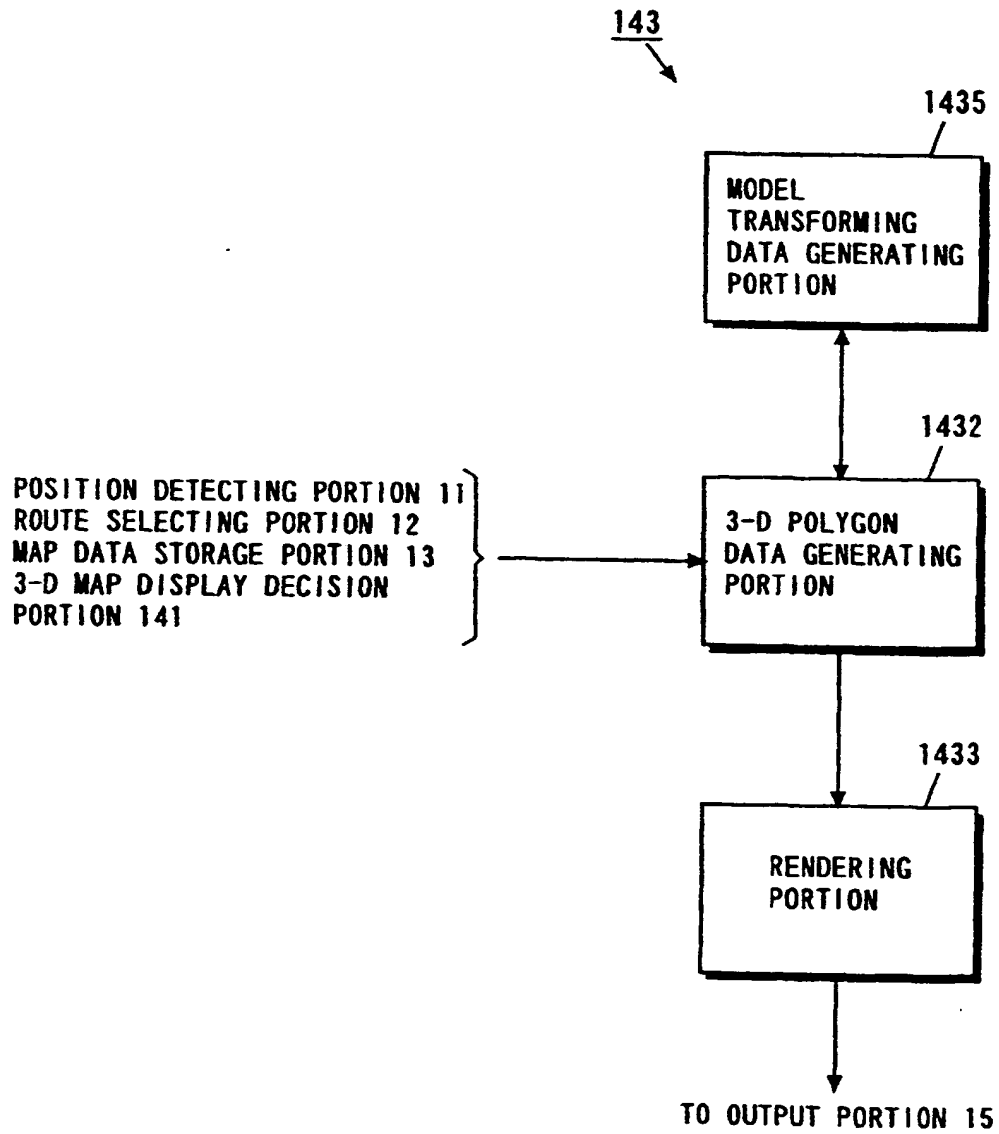 143
1435
MODEL
TRANSFORMING
DATA GENERATING
PORTION
1432
POSITION DETECTING PORTION 11
ROUTE SELECTING PORTION 12
MAP DATA STORAGE PORTION 13
3-D MAP DISPLAY DECISION
PORTION 141
3-D POLYGON
DATA GENERATING
PORTION
1433
RENDERING
PORTION
TO OUTPUT PORTION 15